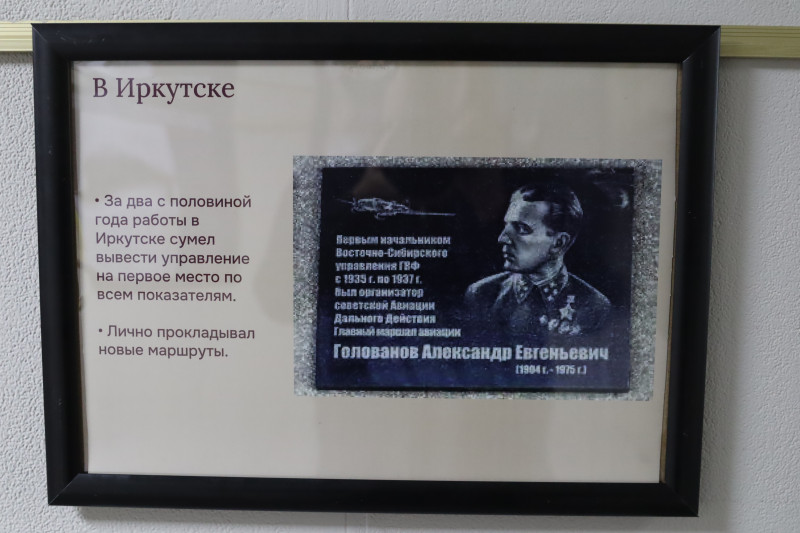 В Иркутске
• За два с половиной
года работы в
Иркутске сумел
вывести управление
на первое место по
всем показателям.
• Лично прокладывал
новые маршруты.
Первым начальником
Восточно-Сибирского
управления ГВФ
с 1935 г. по 1937 г.
был организатор
советской Авиации
Дальнего Действия
Главный маршал авиации
Голованов Александр Евгеньевич
(1904 г. - 1975 г.)